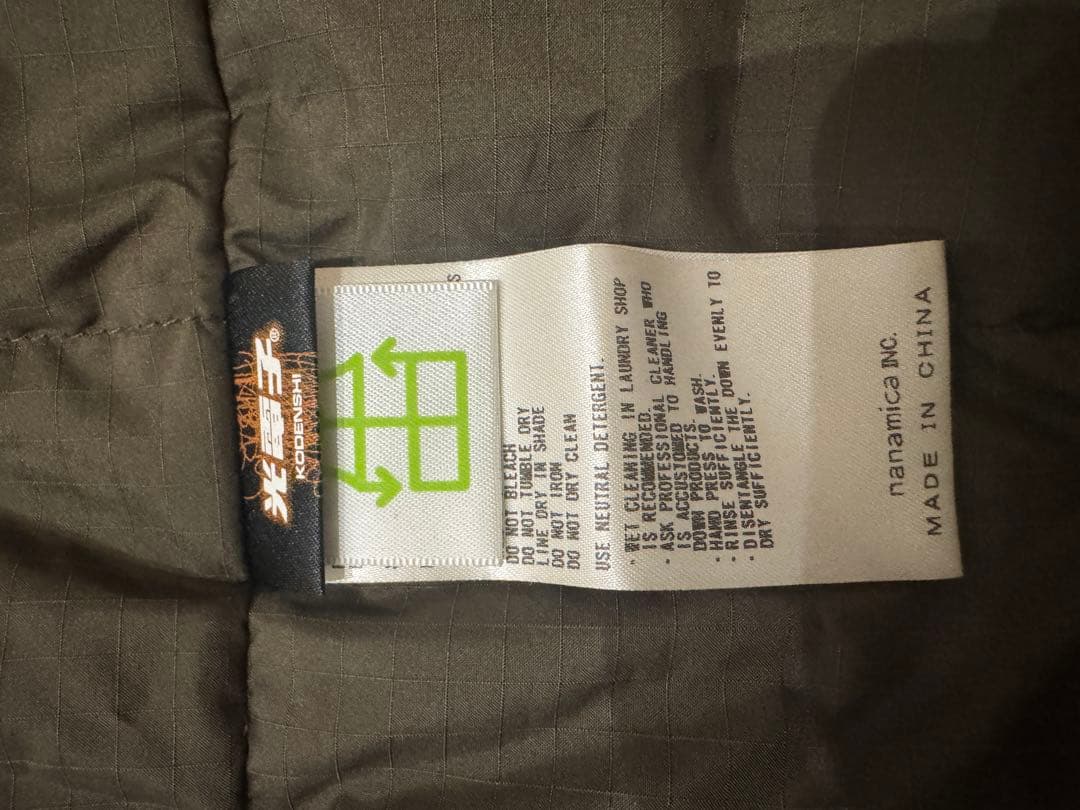 光電子®
KODENSHI
S
DO NOT BLEACH
DO NOT TUMBLE DRY
LINE DRY IN SHADE
DO NOT IRON
DO NOT DRY CLEAN
USE NEUTRAL DETERGENT.
・WET CLEANING IN LAUNDRY SHOP
IS RECOMMENDED.
・ASK PROFESSIONAL CLEANER WHO
IS ACCUSTOMED TO HANDLING
DOWN PRODUCTS.
・HAND PRESS TO WASH.
・RINSE SUFFICIENTLY.
・DISENTANGLE THE DOWN EVENLY TO
DRY SUFFICIENTLY.
nanamica INC.
MADE IN CHINA